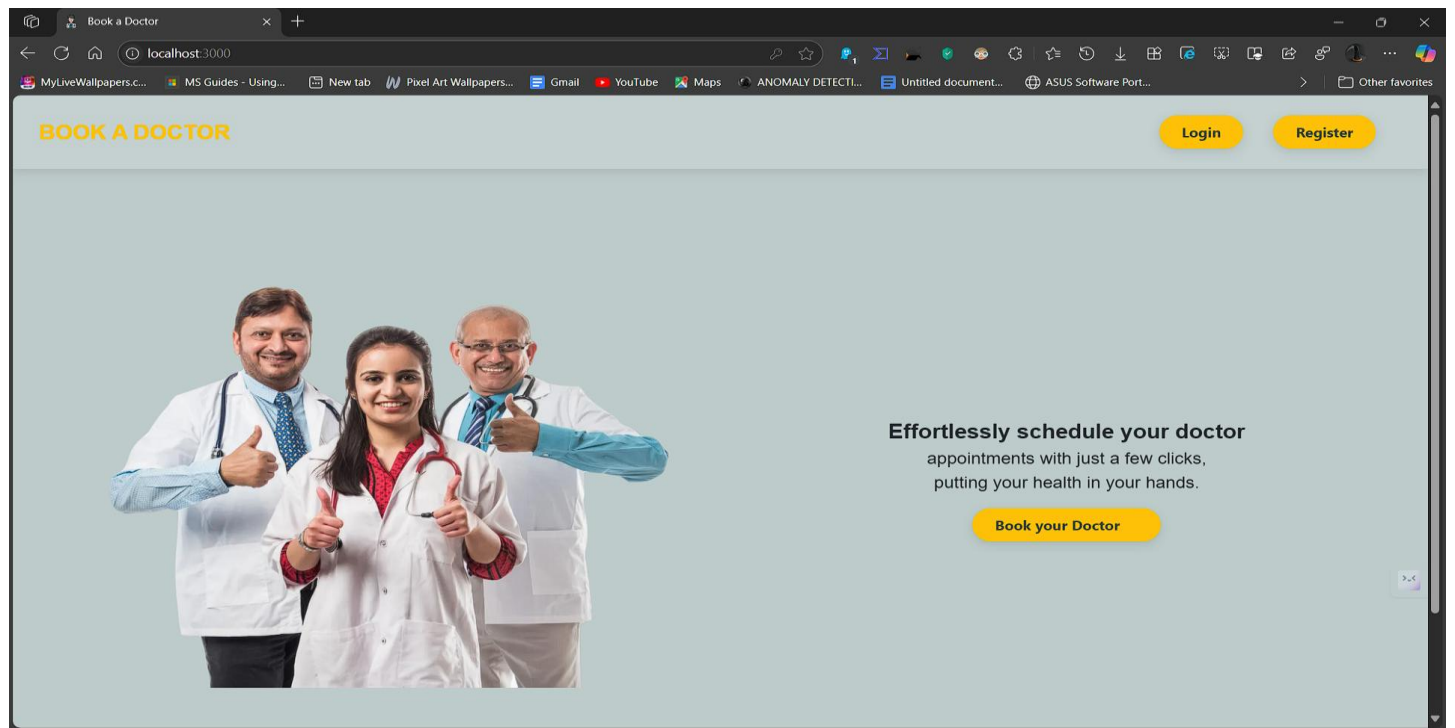 Book a Doctor
localhost:3000
1
MyLiveWallpapers.c... MS Guides - Using... New tab Pixel Art Wallpapers... Gmail YouTube Maps ANOMALY DETECTI... Untitled document... ASUS Software Port... Other favorites
BOOK A DOCTOR
Login Register
Effortlessly schedule your doctor
appointments with just a few clicks,
putting your health in your hands.
Book your Doctor